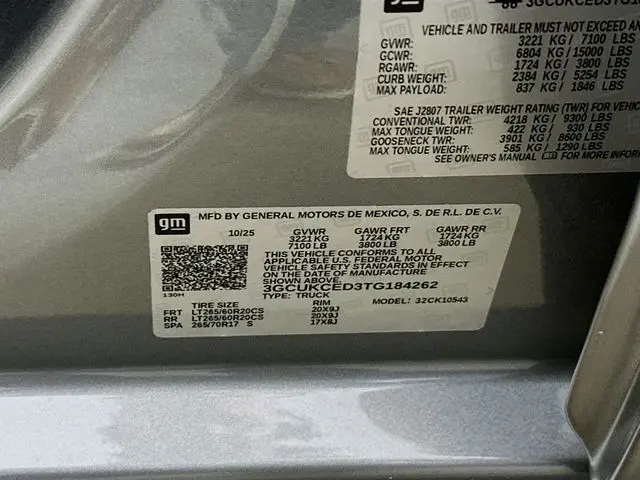 gm
3GCUKCED3TG18
VEHICLE AND TRAILER MUST NOT EXCEED AN
GVWR: 3221 KG / 7100 LBS
GCWR: 6804 KG / 15000 LBS
RGAWR: 1724 KG / 3800 LBS
CURB WEIGHT: 2384 KG / 5254 LBS
MAX PAYLOAD: 837 KG / 1846 LBS
SAE J2807 TRAILER WEIGHT RATING (TWR) FOR VEHIC
CONVENTIONAL TWR: 4218 KG / 9300 LBS
MAX TONGUE WEIGHT: 422 KG / 930 LBS
GOOSENECK TWR: 3901 KG / 8600 LBS
MAX TONGUE WEIGHT: 585 KG / 1290 LBS
SEE OWNER'S MANUAL gm FOR MORE INFOR
gm MFD BY GENERAL MOTORS DE MEXICO, S. DE R.L. DE C.V.
10/25 GVWR GAWR FRT GAWR RR
3221 KG 1724 KG 1724 KG
7100 LB 3800 LB 3800 LB
THIS VEHICLE CONFORMS TO ALL
APPLICABLE U.S. FEDERAL MOTOR
VEHICLE SAFETY STANDARDS IN EFFECT
ON THE DATE OF MANUFACTURE
SHOWN ABOVE.
3GCUKCED3TG184262
130H TYPE: TRUCK MODEL: 32CK10543
TIRE SIZE RIM
FRT LT265/60R20CS 20X9J
RR LT265/60R20CS 20X9J
SPA 265/70R17 S 17X8J